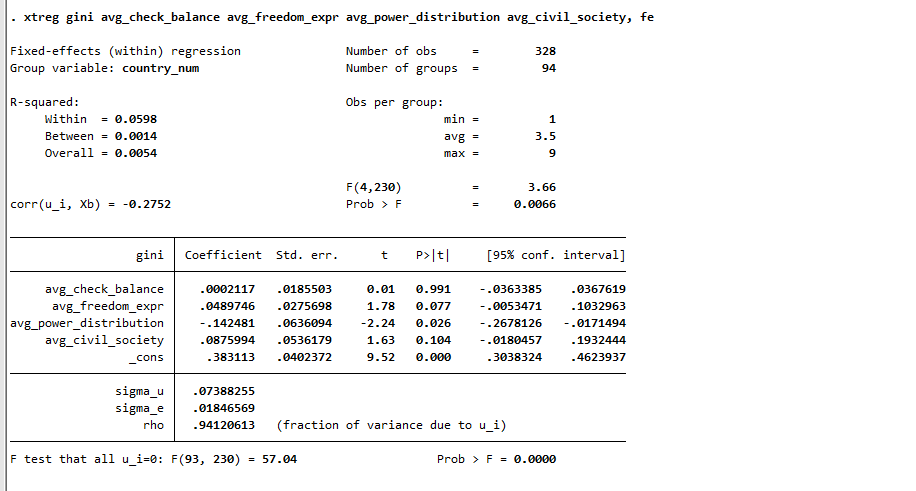 . xtreg gini avg_check_balance avg_freedom_expr avg_power_distribution avg_civil_society, fe
Fixed-effects (within) regression Number of obs = 328
Group variable: country_num Number of groups = 94
R-squared: Obs per group:
Within = 0.0598 min = 1
Between = 0.0014 avg = 3.5
Overall = 0.0054 max = 9
F(4,230) = 3.66
corr(u_i, Xb) = -0.2752 Prob > F = 0.0066
gini Coefficient Std. err. t P>|t| [95% conf. interval]
avg_check_balance .0002117 .0185503 0.01 0.991 -.0363385 .0367619
avg_freedom_expr .0489746 .0275698 1.78 0.077 -.0053471 .1032963
avg_power_distribution -.142481 .0636094 -2.24 0.026 -.2678126 -.0171494
avg_civil_society .0875994 .0536179 1.63 0.104 -.0180457 .1932444
_cons .383113 .0402372 9.52 0.000 .3038324 .4623937
sigma_u .07388255
sigma_e .01846569
rho .94120613 (fraction of variance due to u_i)
F test that all u_i=0: F(93, 230) = 57.04 Prob > F = 0.0000